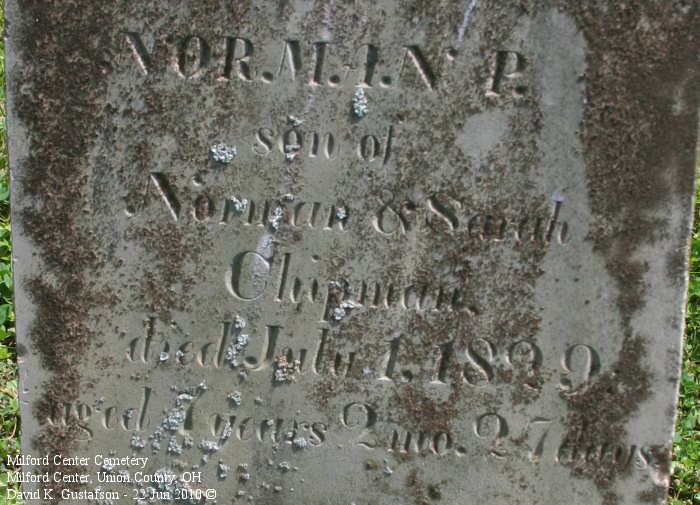 NORMAN P.
son of
Norman & Sarah
Chipman,
died July 1, 1839.
aged 7 years 2 mo. 27 days
Milford Center Cemetery
Milford Center, Union County, OH
David K. Gustafson - 22 Jun 2010 ©